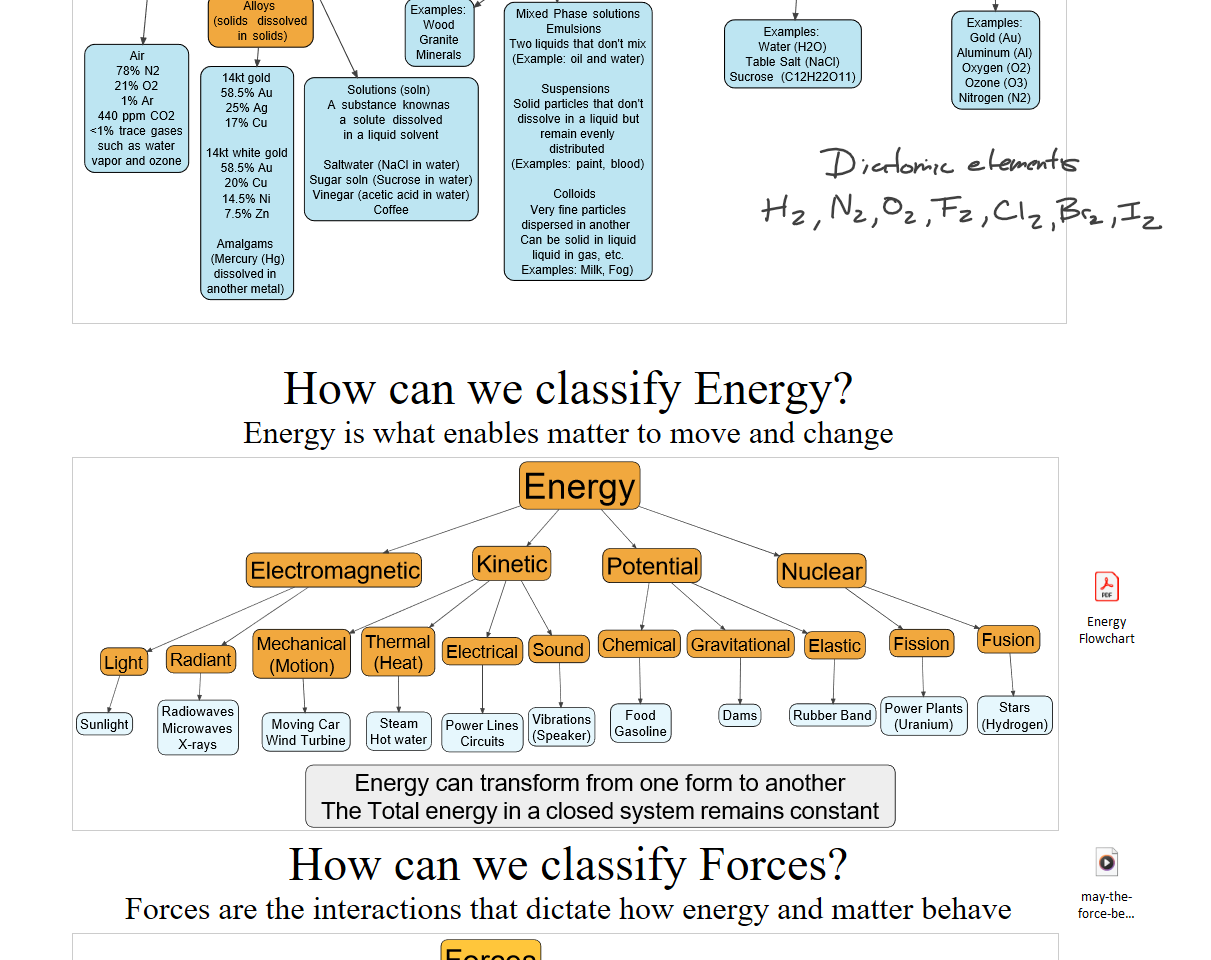 Alloys
(solids dissolved
in solids)
Air
78% N2
21% O2
1% Ar
440 ppm CO2
<1% trace gases
such as water
vapor and ozone
14kt gold
58.5% Au
25% Ag
17% Cu
14kt white gold
58.5% Au
20% Cu
14.5% Ni
7.5% Zn
Amalgams
(Mercury (Hg)
dissolved in
another metal)
Solutions (soln)
A substance knownas
a solute dissolved
in a liquid solvent
Saltwater (NaCl in water)
Sugar soln (Sucrose in water)
Vinegar (acetic acid in water)
Coffee
Examples:
Wood
Granite
Minerals
Mixed Phase solutions
Emulsions
Two liquids that don't mix
(Example: oil and water)
Suspensions
Solid particles that don't
dissolve in a liquid but
remain evenly
distributed
(Examples: paint, blood)
Colloids
Very fine particles
dispersed in another
Can be solid in liquid
liquid in gas, etc.
Examples: Milk, Fog)
Examples:
Water (H2O)
Table Salt (NaCl)
Sucrose (C12H22O11)
Examples:
Gold (Au)
Aluminum (Al)
Oxygen (O2)
Ozone (O3)
Nitrogen (N2)
Diatomic elements
H2, N2, O2, F2, Cl2, Br2, I2
How can we classify Energy?
Energy is what enables matter to move and change
Energy
Electromagnetic
Kinetic
Potential
Nuclear
Light
Radiant
Mechanical
(Motion)
Thermal
(Heat)
Electrical
Sound
Chemical
Gravitational
Elastic
Fission
Fusion
Sunlight
Radiowaves
Microwaves
X-rays
Moving Car
Wind Turbine
Steam
Hot water
Power Lines
Circuits
Vibrations
(Speaker)
Food
Gasoline
Dams
Rubber Band
Power Plants
(Uranium)
Stars
(Hydrogen)
Energy can transform from one form to another
The Total energy in a closed system remains constant
PDF
Energy
Flowchart
How can we classify Forces?
Forces are the interactions that dictate how energy and matter behave
may-the-
force-be...
Forces